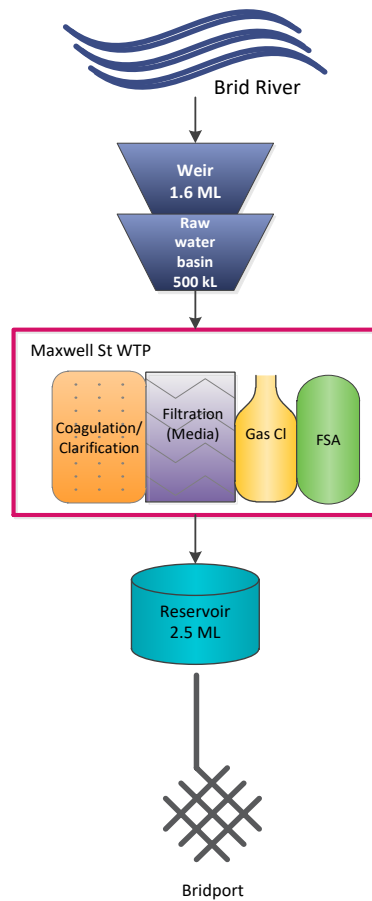 Brid River
Weir
1.6 ML
Raw
water
basin
500 kL
Maxwell St WTP
Coagulation/
Clarification
Filtration
(Media)
Gas Cl
FSA
Reservoir
2.5 ML
Bridport